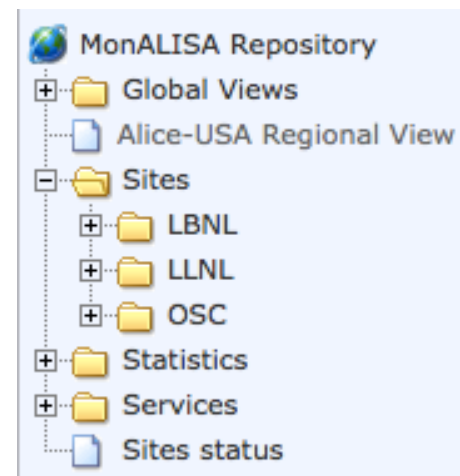 MonALISA Repository
Global Views
Alice-USA Regional View
Sites
LBNL
LLNL
OSC
Statistics
Services
Sites status